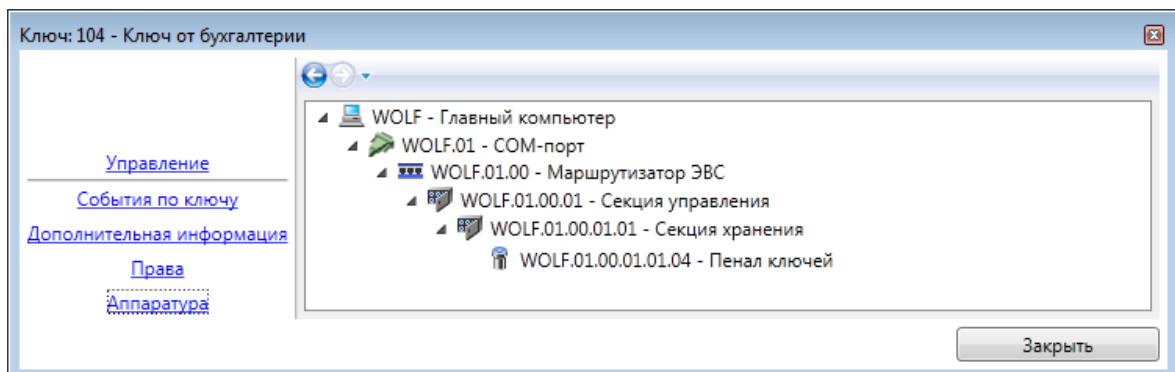 Ключ: 104 - Ключ от бухгалтерии
Управление
События по ключу
Дополнительная информация
Права
Аппаратура
WOLF - Главный компьютер
WOLF.01 - COM-порт
WOLF.01.00 - Маршрутизатор ЭВС
WOLF.01.00.01 - Секция управления
WOLF.01.00.01.01 - Секция хранения
WOLF.01.00.01.01.04 - Пенал ключей
Закрыть